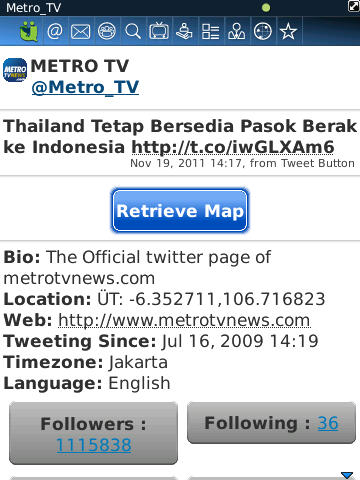 Metro_TV
METRO TV
@Metro_TV
Thailand Tetap Bersedia Pasok Berak
ke Indonesia http://t.co/iwGLXAm6
Nov 19, 2011 14:17, from Tweet Button
Retrieve Map
Bio: The Official twitter page of
metrotvnews.com
Location: ÜT: -6.352711,106.716823
Web: http://www.metrotvnews.com
Tweeting Since: Jul 16, 2009 14:19
Timezone: Jakarta
Language: English
Followers :
1115838
Following : 36